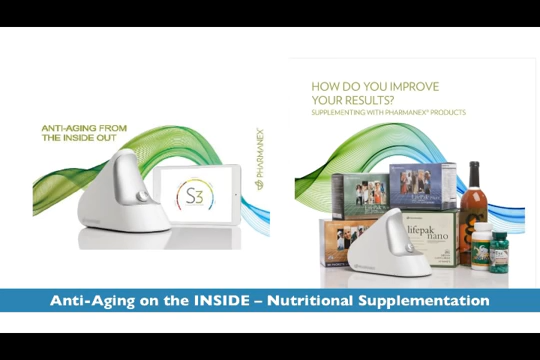 ANTI-AGING FROM
THE INSIDE OUT
S3
PHARMANEX
HOW DO YOU IMPROVE
YOUR RESULTS?
SUPPLEMENTING WITH PHARMANEX® PRODUCTS
lifepak
nano
Anti-Aging on the INSIDE – Nutritional Supplementation